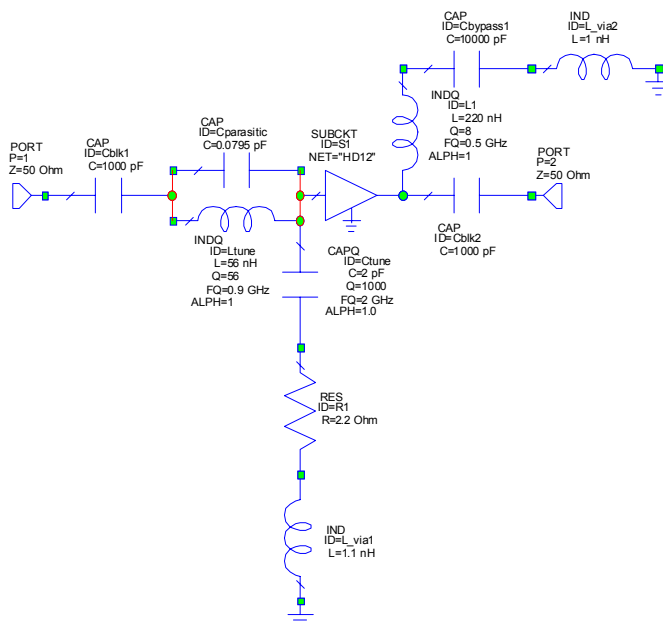 CAP
ID=Cbypass1
C=10000 pF
IND
ID=L_via2
L=1 nH
INDQ
ID=L1
L=220 nH
Q=8
FQ=0.5 GHz
ALPH=1
CAP
ID=Cparasitic
C=0.0795 pF
SUBCKT
ID=S1
NET="HD12"
PORT
P=1
Z=50 Ohm
CAP
ID=Cblk1
C=1000 pF
PORT
P=2
Z=50 Ohm
CAP
ID=Cblk2
C=1000 pF
INDQ
ID=Ltune
L=56 nH
Q=56
FQ=0.9 GHz
ALPH=1
CAPQ
ID=Ctune
C=2 pF
Q=1000
FQ=2 GHz
ALPH=1.0
RES
ID=R1
R=2.2 Ohm
IND
ID=L_via1
L=1.1 nH